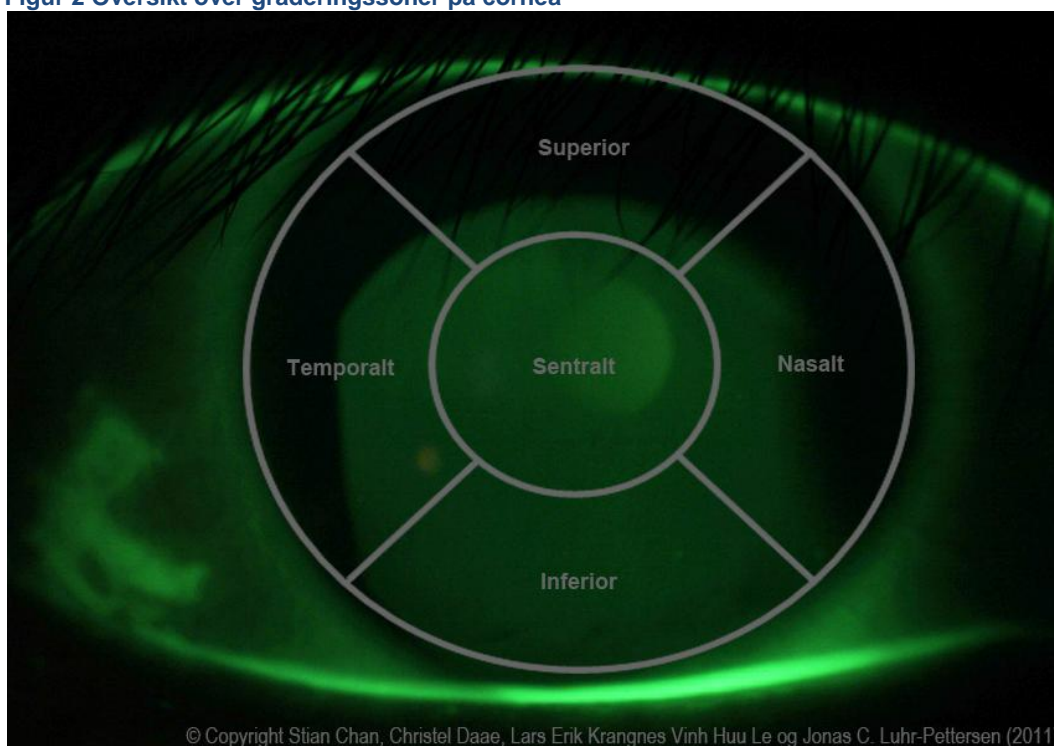 Figur 2 Oversikt over graderingssoner på cornea
Superior
Temporalt
Sentralt
Nasalt
Inferior
© Copyright Stian Chan, Christel Daae, Lars Erik Krangnes Vinh Huu Le og Jonas C. Luhr-Pettersen (2011